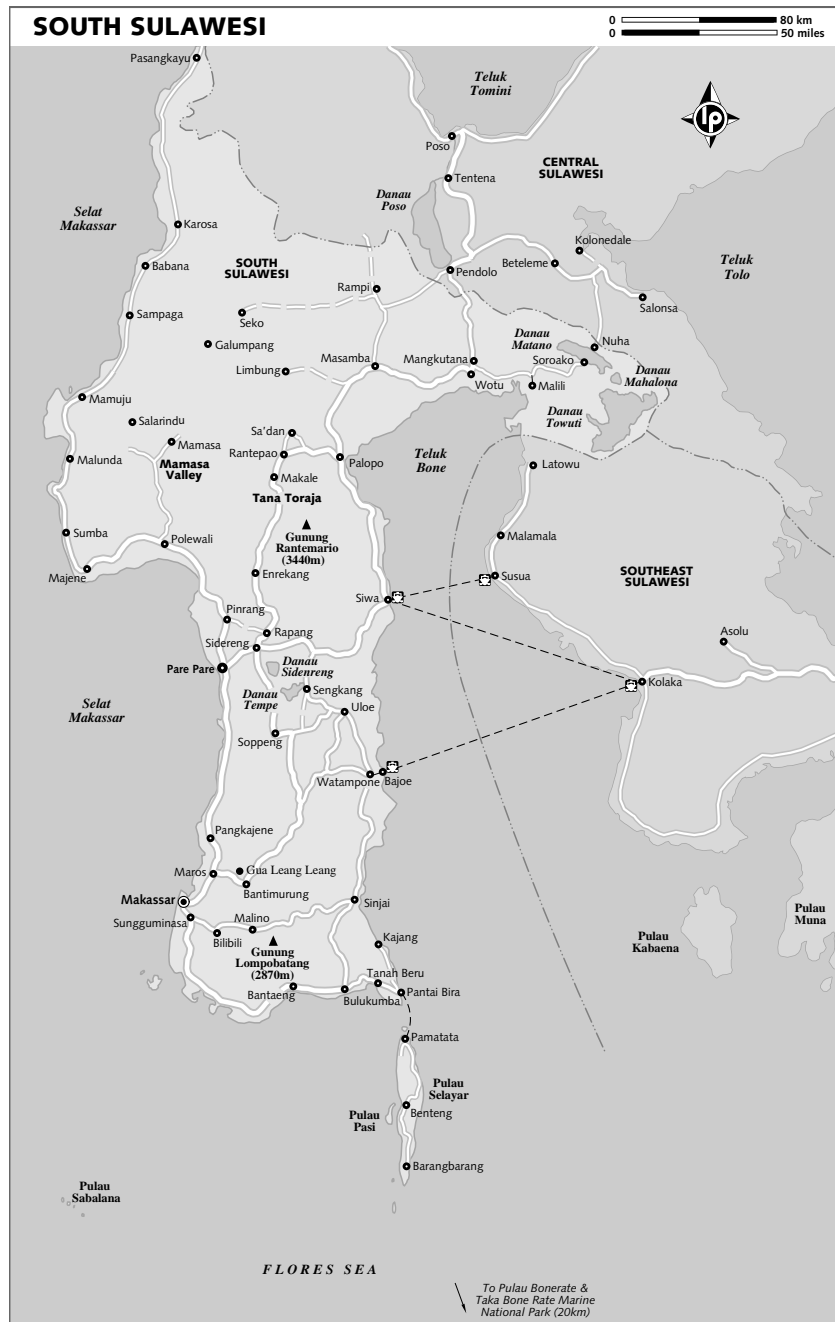 SOUTH SULAWESI
0 80 km
0 50 miles
Pasangkayu
Teluk
Tomini
lp
Poso
CENTRAL
SULAWESI
Tentena
Danau
Poso
Selat
Makassar
Karosa
Kolonedale
Teluk
Tolo
SOUTH
SULAWESI
Babana
Beteleme
Pendolo
Rampi
Salonsa
Seko
Sampaga
Danau
Matano
Nuha
Galumpang
Masamba
Mangkutana
Soroako
Limbung
Wotu
Malili
Danau
Mahalona
Mamuju
Danau
Towuti
Salarindu
Sa'dan
Mamasa
Rantepao
Palopo
Teluk
Bone
Malunda
Mamasa
Valley
Latowu
Makale
Tana Toraja
Sumba
Gunung
Rantemario
(3440m)
Malamala
Polewali
Majene
Enrekang
Susua
SOUTHEAST
SULAWESI
Siwa
Pinrang
Rapang
Asolu
Sidereng
Pare Pare
Danau
Sidenreng
Kolaka
Danau
Tempe
Sengkang
Selat
Makassar
Uloe
Soppeng
Watampone
Bajoe
Pangkajene
Maros
Gua Leang Leang
Bantimurung
Makassar
Sinjai
Pulau
Muna
Sungguminasa
Malino
Bilibili
Kajang
Pulau
Kabaena
Gunung
Lompobatang
(2870m)
Tanah Beru
Bantaeng
Bulukumba
Pantai Bira
Pamatata
Pulau
Selayar
Pulau
Pasi
Benteng
Barangbarang
Pulau
Sabalana
FLORES SEA
To Pulau Bonerate &
Taka Bone Rate Marine
National Park (20km)